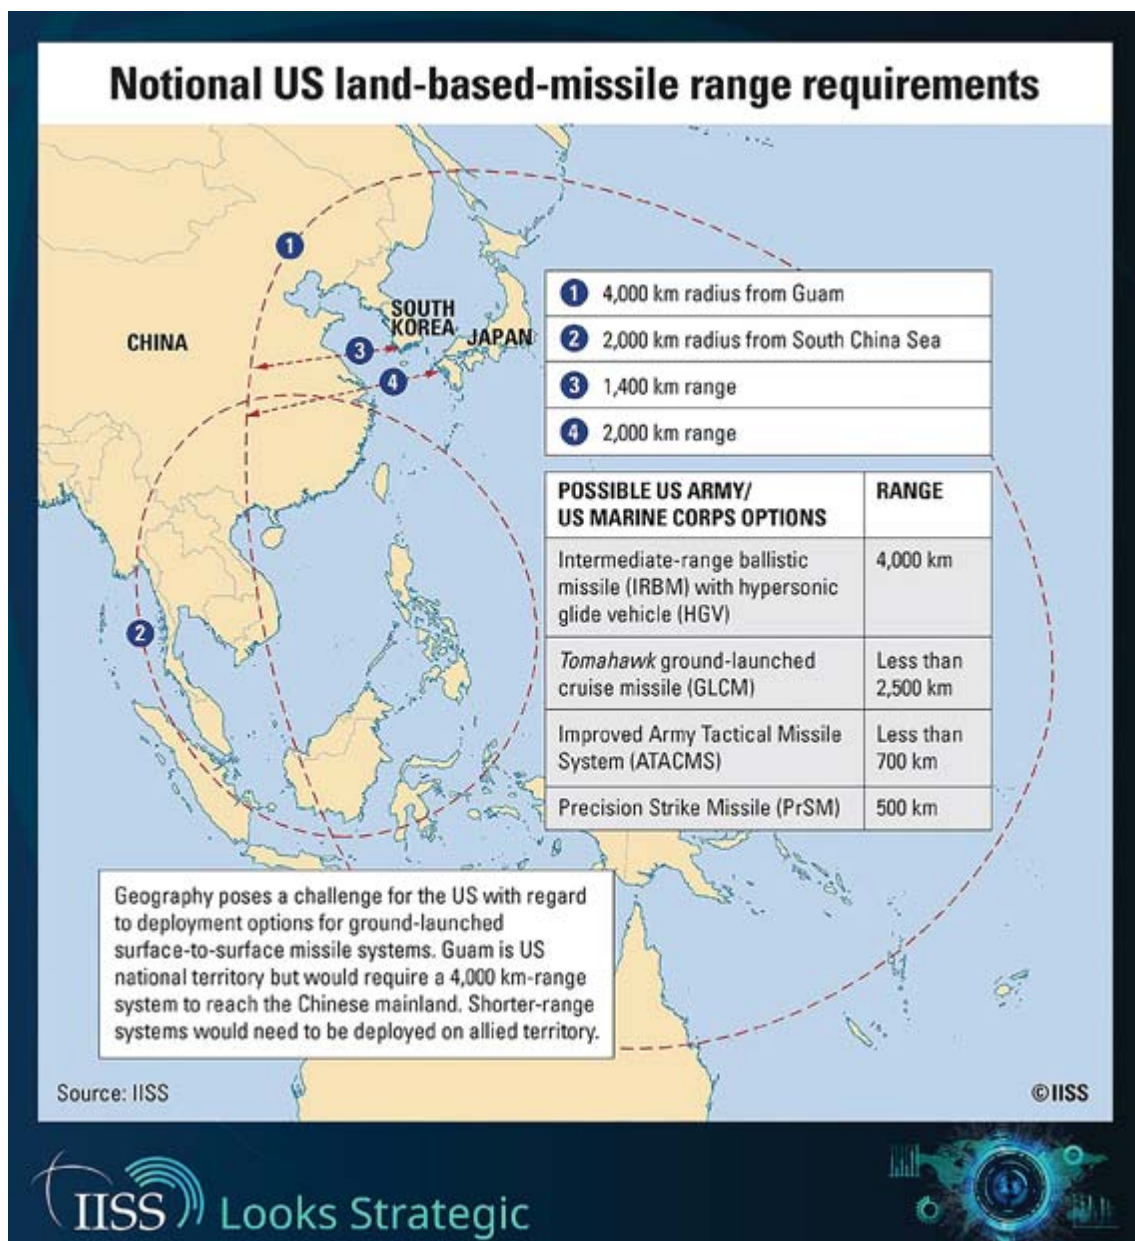 Notional US land-based-missile range requirements
1
CHINA
SOUTH
KOREA
JAPAN
3
4
2
1 4,000 km radius from Guam
2 2,000 km radius from South China Sea
3 1,400 km range
4 2,000 km range
POSSIBLE US ARMY/
US MARINE CORPS OPTIONS
RANGE
Intermediate-range ballistic
missile (IRBM) with hypersonic
glide vehicle (HGV)
4,000 km
Tomahawk ground-launched
cruise missile (GLCM)
Less than
2,500 km
Improved Army Tactical Missile
System (ATACMS)
Less than
700 km
Precision Strike Missile (PrSM)
500 km
Geography poses a challenge for the US with regard
to deployment options for ground-launched
surface-to-surface missile systems. Guam is US
national territory but would require a 4,000 km-range
system to reach the Chinese mainland. Shorter-range
systems would need to be deployed on allied territory.
Source: IISS
©IISS
IISS Looks Strategic